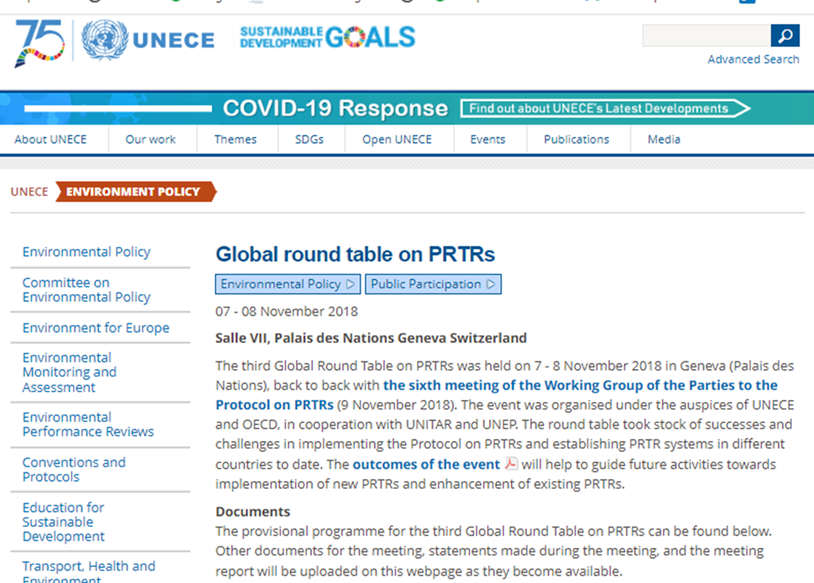 75
UNECE
SUSTAINABLE
DEVELOPMENT GOALS
Advanced Search
COVID-19 Response
Find out about UNECE's Latest Developments
About UNECE
Our work
Themes
SDGs
Open UNECE
Events
Publications
Media
UNECE
ENVIRONMENT POLICY
Environmental Policy
Committee on
Environmental Policy
Environment for Europe
Environmental
Monitoring and
Assessment
Environmental
Performance Reviews
Conventions and
Protocols
Education for
Sustainable
Development
Transport, Health and
Environment
Global round table on PRTRs
Environmental Policy
Public Participation
07 - 08 November 2018
Salle VII, Palais des Nations Geneva Switzerland
The third Global Round Table on PRTRs was held on 7 - 8 November 2018 in Geneva (Palais des
Nations), back to back with the sixth meeting of the Working Group of the Parties to the
Protocol on PRTRs (9 November 2018). The event was organised under the auspices of UNECE
and OECD, in cooperation with UNITAR and UNEP. The round table took stock of successes and
challenges in implementing the Protocol on PRTRs and establishing PRTR systems in different
countries to date. The outcomes of the event will help to guide future activities towards
implementation of new PRTRs and enhancement of existing PRTRs.
Documents
The provisional programme for the third Global Round Table on PRTRs can be found below.
Other documents for the meeting, statements made during the meeting, and the meeting
report will be uploaded on this webpage as they become available.